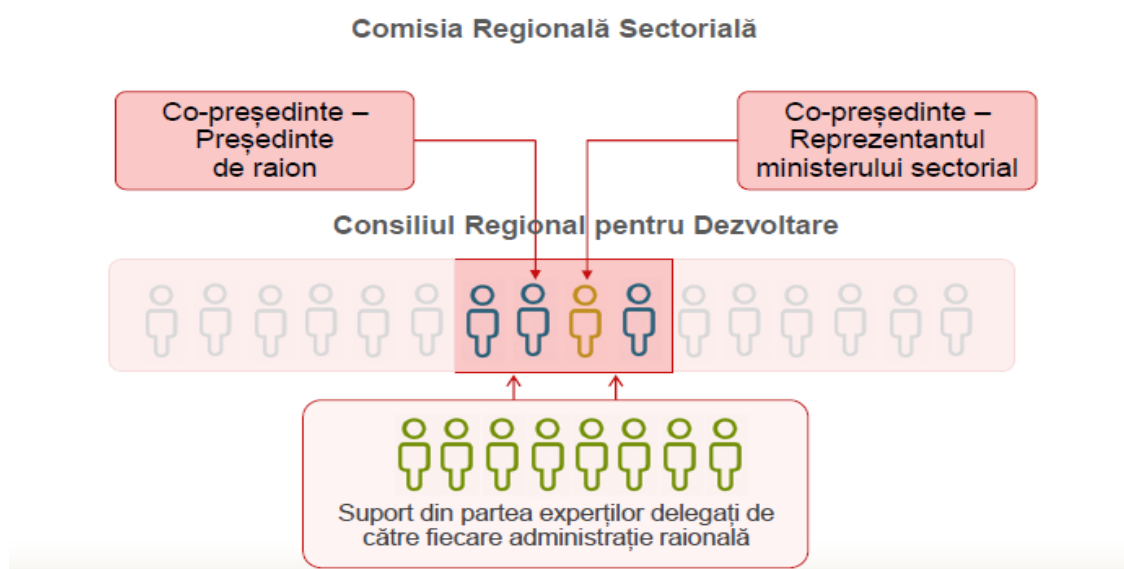 Comisia Regională Sectorială
Co-președinte –
Președinte
de raion
Co-președinte –
Reprezentantul
ministerului sectorial
Consiliul Regional pentru Dezvoltare
Suport din partea experților delegați de
către fiecare administrație raională